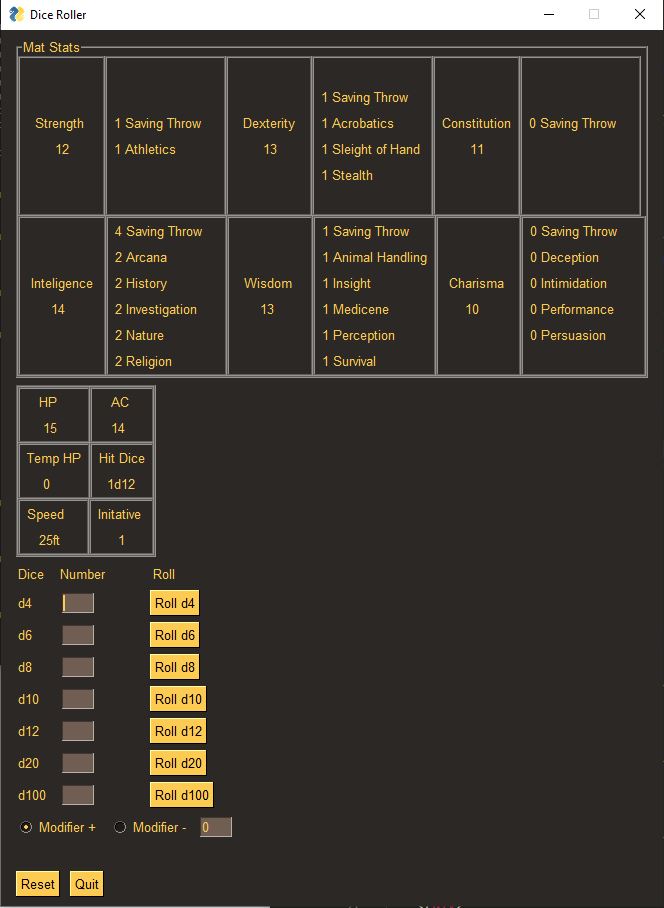 Dice Roller
Mat Stats
Strength
12
1 Saving Throw
1 Athletics
Dexterity
13
1 Saving Throw
1 Acrobatics
1 Sleight of Hand
1 Stealth
Constitution
11
0 Saving Throw
Inteligence
14
4 Saving Throw
2 Arcana
2 History
2 Investigation
2 Nature
2 Religion
Wisdom
13
1 Saving Throw
1 Animal Handling
1 Insight
1 Medicene
1 Perception
1 Survival
Charisma
10
0 Saving Throw
0 Deception
0 Intimidation
0 Performance
0 Persuasion
HP
15
AC
14
Temp HP
0
Hit Dice
1d12
Speed
25ft
Initative
1
Dice Number Roll
d4 Roll d4
d6 Roll d6
d8 Roll d8
d10 Roll d10
d12 Roll d12
d20 Roll d20
d100 Roll d100
Modifier + Modifier - 0
Reset Quit